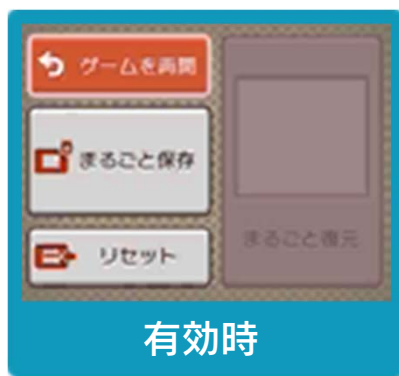 ゲームを再開
まるごと保存
まるごと復元
リセット
有効時